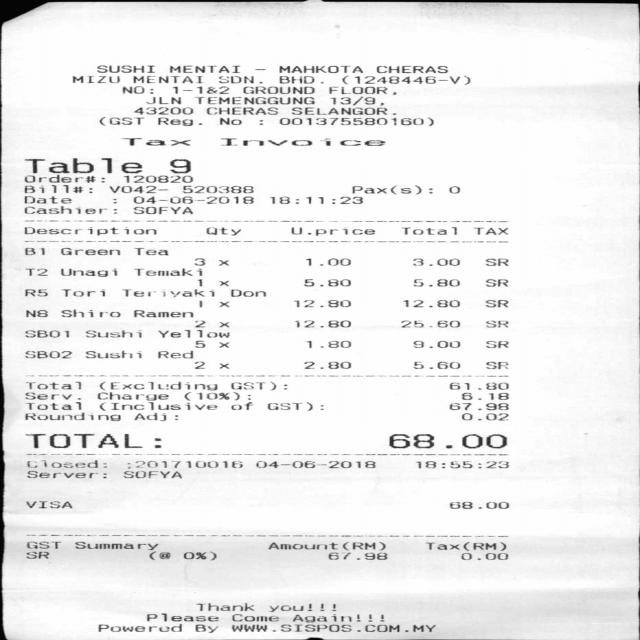 SUSHI MENTAI - MAHKOTA CHERAS
MIZU MENTAI SDN. BHD. (1248446-V)
NO: 1-1&2 GROUND FLOOR,
JLN TEMENGGUNG 13/9,
43200 CHERAS SELANGOR.
(GST Reg. No : 001375580160)
Tax Invoice
Table 9
Order#: 120820
Bill#: V042- 520388 Pax(s): 0
Date : 04-06-2018 18:11:23
Cashier: SOFYA
Description Qty U.price Total TAX
B1 Green Tea
3 x 1.00 3.00 SR
T2 Unagi Temaki
1 x 5.80 5.80 SR
R5 Tori Teriyaki Don
1 x 12.80 12.80 SR
N8 Shiro Ramen
2 x 12.80 25.60 SR
SB01 Sushi Yellow
5 x 1.80 9.00 SR
SB02 Sushi Red
2 x 2.80 5.60 SR
Total (Excluding GST): 61.80
Serv. Charge (10%): 6.18
Total (Inclusive of GST): 67.98
Rounding Adj: 0.02
TOTAL: 68.00
Closed: :201710016 04-06-2018 18:55:23
Server: SOFYA
VISA 68.00
GST Summary Amount(RM) Tax(RM)
SR (@ 0%) 67.98 0.00
Thank you!!!
Please Come Again!!!
Powered By WWW.SISPOS.COM.MY